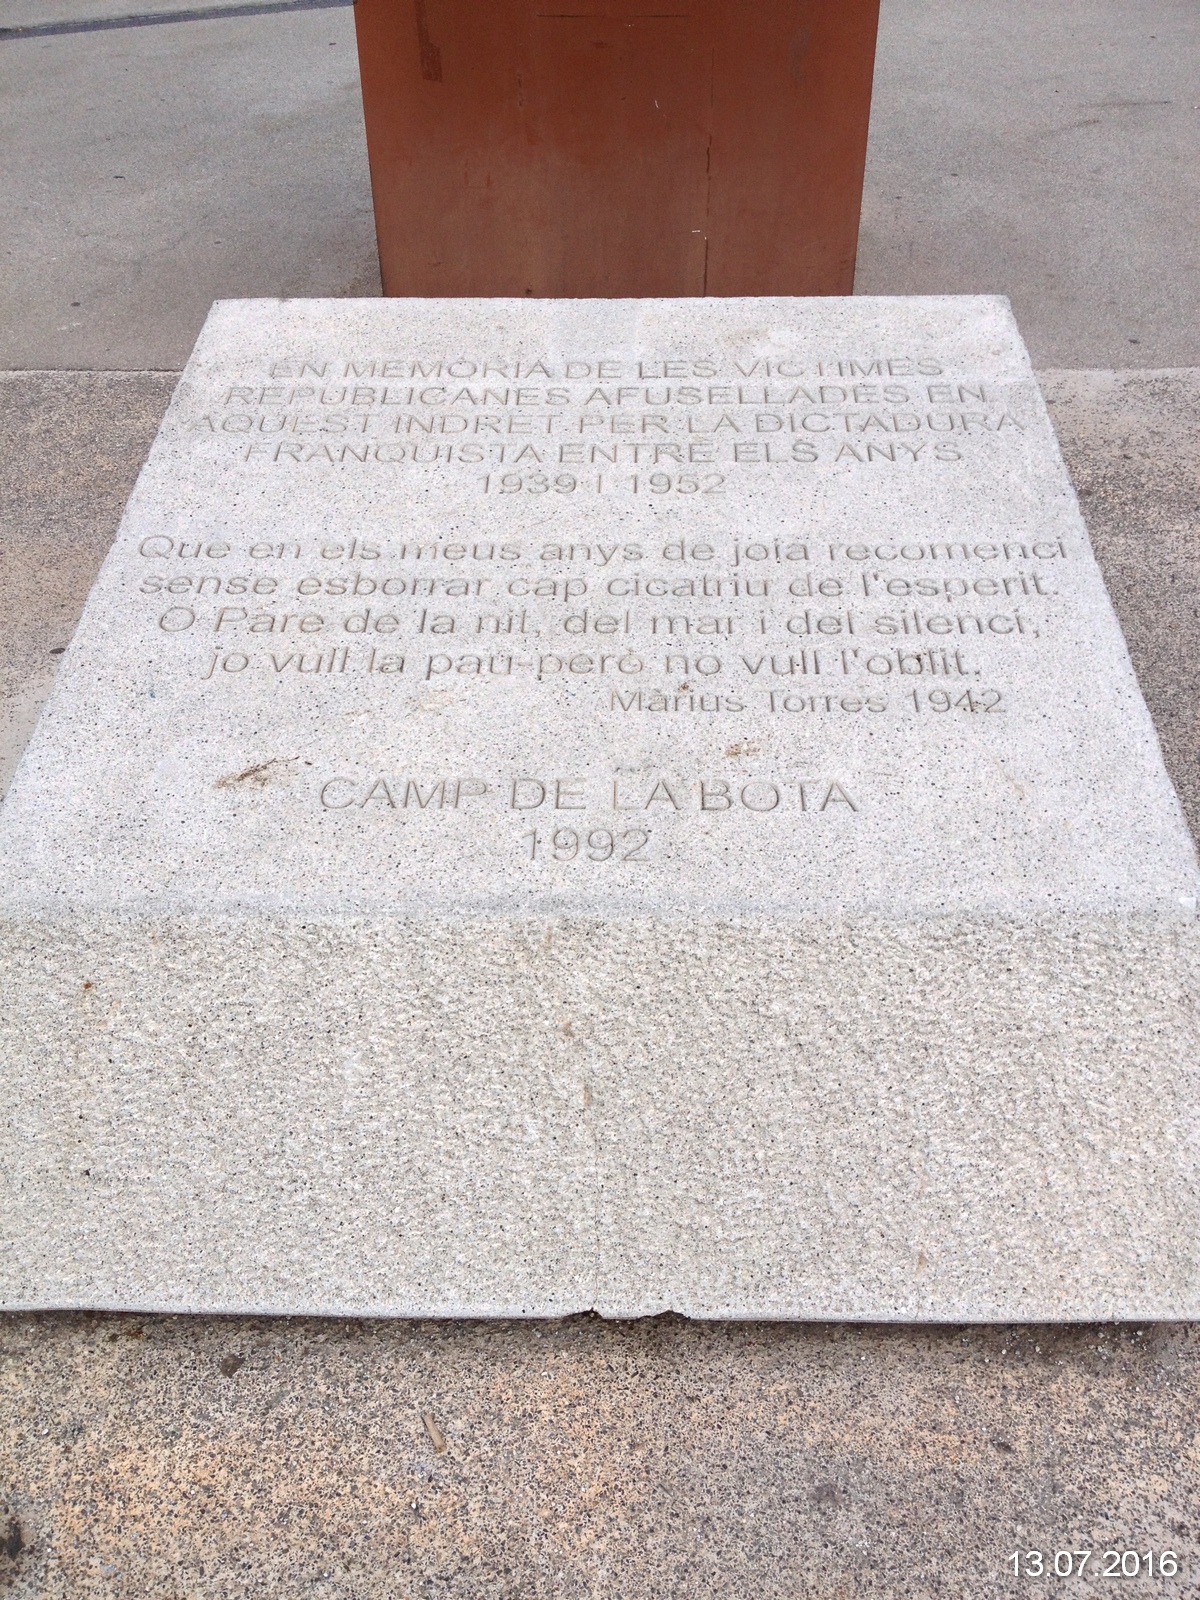 EN MEMÒRIA DE LES VICTIMES
REPUBLICANES AFUSELLADES EN
AQUEST INDRET PER LA DICTADURA
FRANQUISTA ENTRE ELS ANYS
1939 I 1952
Que en els meus anys de joia recomenci
sense esborrar cap cicatriu de l'esperit.
O Pare de la nit, del mar i del silenci,
jo vull la pau-però no vull l'oblit.
Màrius Torres 1942
CAMP DE LA BOTA
1992
13.07.2016